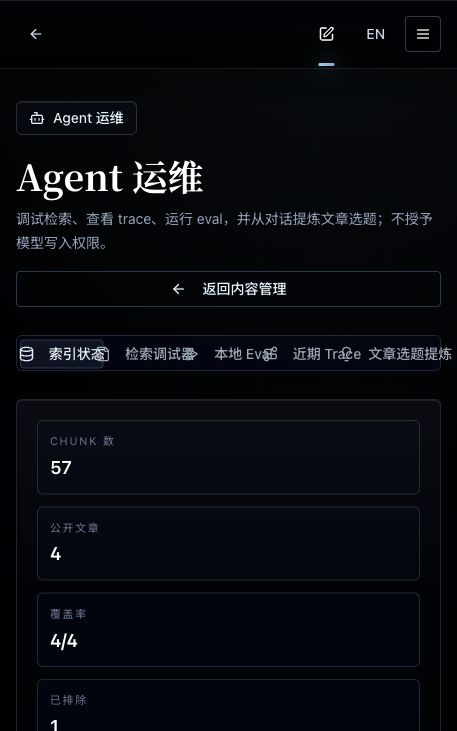 EN
Agent 运维
Agent 运维
调试检索、查看 trace、运行 eval，并从对话提炼文章选题；不授予
模型写入权限。
返回内容管理
索引状态 检索调试器 本地 Eval 近期 Trace 文章选题提炼
CHUNK 数
57
公开文章
4
覆盖率
4/4
已排除
1